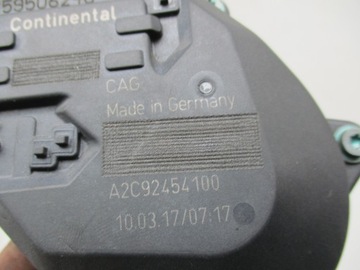 Continental
CAG
Made in Germany
A2C92454100
10.03.17/07:17